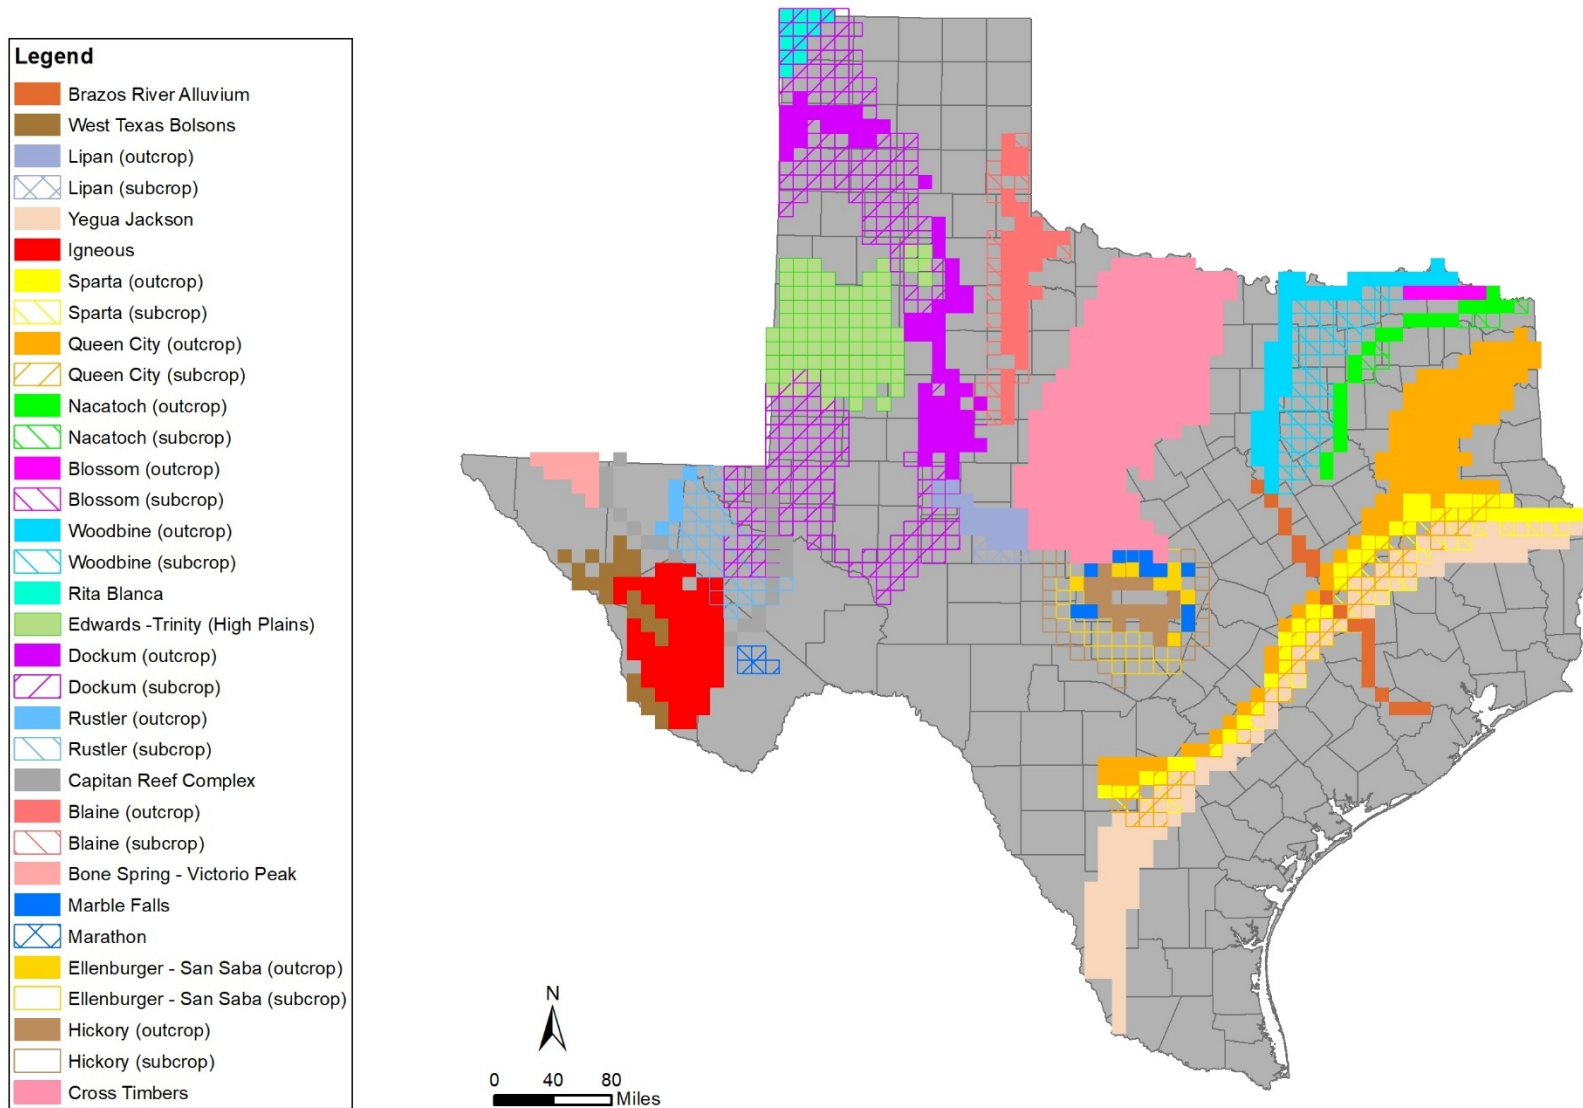 Legend
Brazos River Alluvium
West Texas Bolsons
Lipan (outcrop)
Lipan (subcrop)
Yegua Jackson
Igneous
Sparta (outcrop)
Sparta (subcrop)
Queen City (outcrop)
Queen City (subcrop)
Nacatoch (outcrop)
Nacatoch (subcrop)
Blossom (outcrop)
Blossom (subcrop)
Woodbine (outcrop)
Woodbine (subcrop)
Rita Blanca
Edwards -Trinity (High Plains)
Dockum (outcrop)
Dockum (subcrop)
Rustler (outcrop)
Rustler (subcrop)
Capitan Reef Complex
Blaine (outcrop)
Blaine (subcrop)
Bone Spring - Victorio Peak
Marble Falls
Marathon
Ellenburger - San Saba (outcrop)
Ellenburger - San Saba (subcrop)
Hickory (outcrop)
Hickory (subcrop)
Cross Timbers
N
0 40 80
Miles